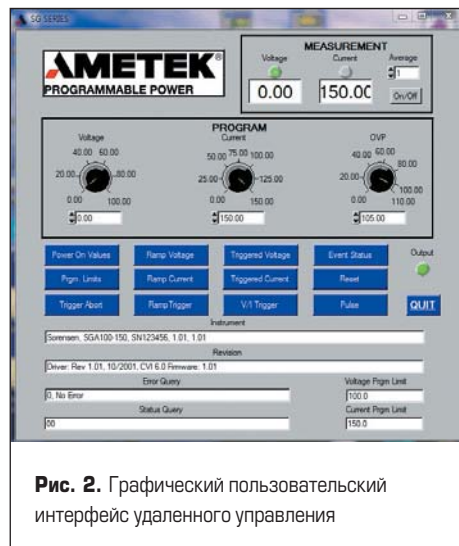 SG SERIES
AMETEK®
PROGRAMMABLE POWER
MEASUREMENT
Voltage Current Average
0.00 150.00 1
On/Off
PROGRAM
Voltage Current OVP
40.00 60.00 50.00 75.00 100.00 40.00 60.00
20.00 80.00 25.00 125.00 20.00 80.00
0.00 100.00 0.00 150.00 0.00 100.00
110.00
0.00 150.00 105.00
Power On Values Ramp Voltage Triggered Voltage Event Status Output
Prgm. Limits Ramp Current Triggered Current Reset
Trigger Abort Ramp Trigger V/I Trigger Pulse QUIT
Instrument
Sorensen, SGA100-150, SN123456, 1.01, 1.01
Revision
Driver: Rev 1.01, 10/2001, CVI 6.0 Firmware: 1.01
Error Query Voltage Prgm Limit
0, No Error 100.0
Status Query Current Prgm Limit
00 150.0
Рис. 2. Графический пользовательский
интерфейс удаленного управления